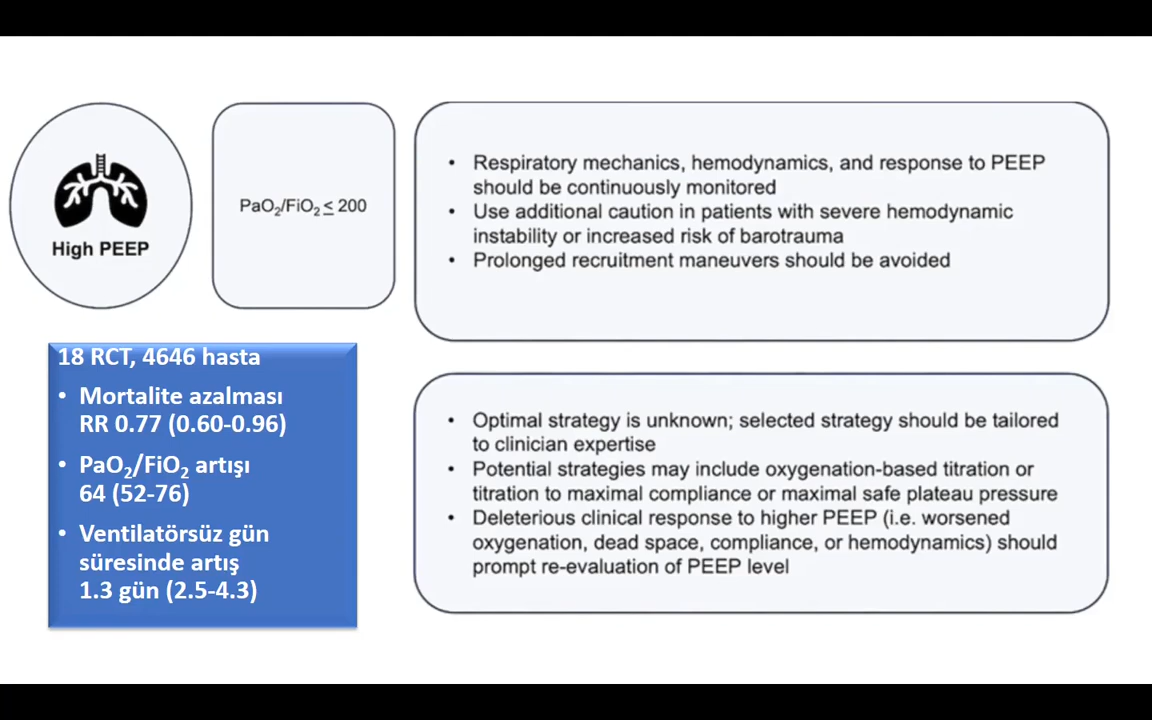 High PEEP
PaO₂/FiO₂ ≤ 200
• Respiratory mechanics, hemodynamics, and response to PEEP
should be continuously monitored
• Use additional caution in patients with severe hemodynamic
instability or increased risk of barotrauma
• Prolonged recruitment maneuvers should be avoided
18 RCT, 4646 hasta
• Mortalite azalması
RR 0.77 (0.60-0.96)
• PaO₂/FiO₂ artışı
64 (52-76)
• Ventilatörsüz gün
süresinde artış
1.3 gün (2.5-4.3)
• Optimal strategy is unknown; selected strategy should be tailored
to clinician expertise
• Potential strategies may include oxygenation-based titration or
titration to maximal compliance or maximal safe plateau pressure
• Deleterious clinical response to higher PEEP (i.e. worsened
oxygenation, dead space, compliance, or hemodynamics) should
prompt re-evaluation of PEEP level